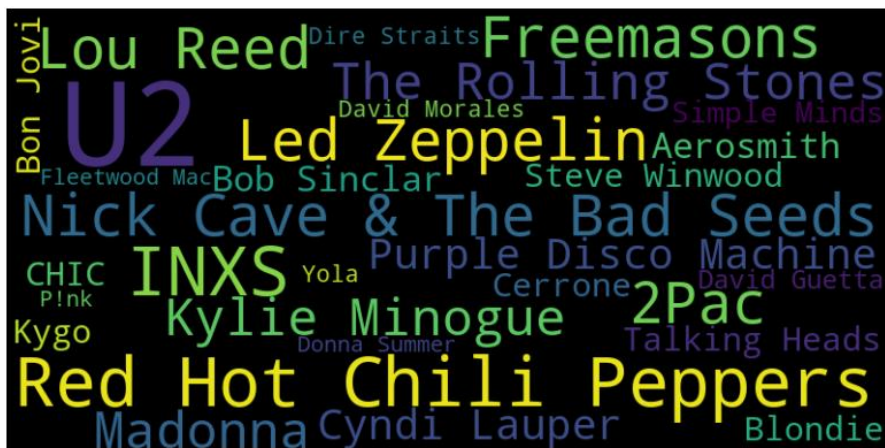 Bon Jovi
Lou Reed
Dire Straits
Freemasons
The Rolling Stones
U2
David Morales
Simple Minds
Led Zeppelin
Aerosmith
Fleetwood Mac
Bob Sinclar
Steve Winwood
Nick Cave & The Bad Seeds
INXS
Purple Disco Machine
CHIC
Yola
Cerrone
David Guetta
P!nk
Kylie Minogue
2Pac
Kygo
Donna Summer
Talking Heads
Red Hot Chili Peppers
Madonna
Cyndi Lauper
Blondie